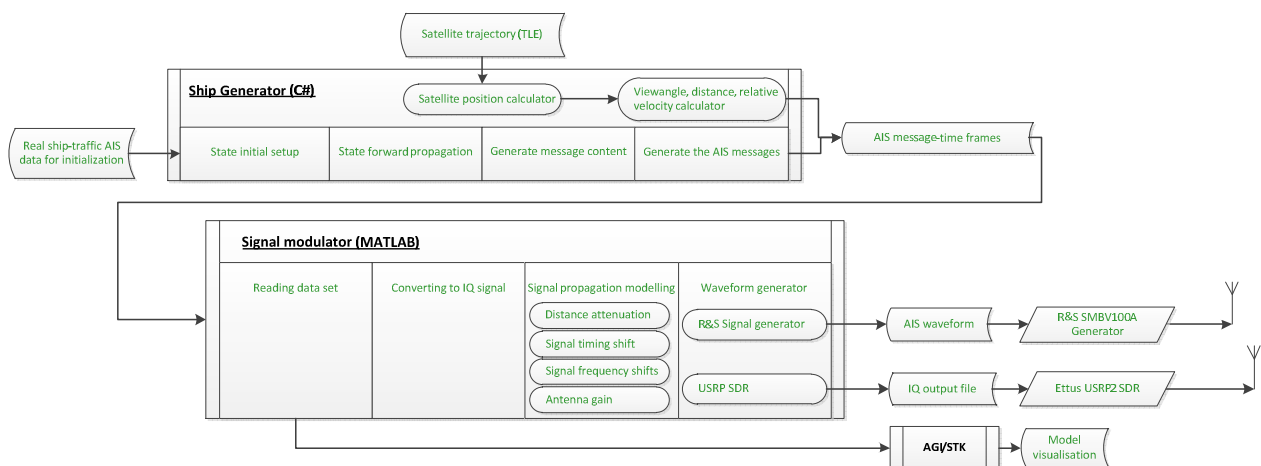 Satellite trajectory (TLE)
Ship Generator (C#)
Satellite position calculator
Viewangle, distance, relative
velocity calculator
Real ship-traffic AIS
data for initialization
State initial setup
State forward propagation
Generate message content
Generate the AIS messages
AIS message-time frames
Signal modulator (MATLAB)
Reading data set
Converting to IQ signal
Signal propagation modelling
Waveform generator
Distance attenuation
Signal timing shift
Signal frequency shifts
Antenna gain
R&S Signal generator
USRP SDR
AIS waveform
R&S SMBV100A
Generator
IQ output file
Ettus USRP2 SDR
AGI/STK
Model
visualisation